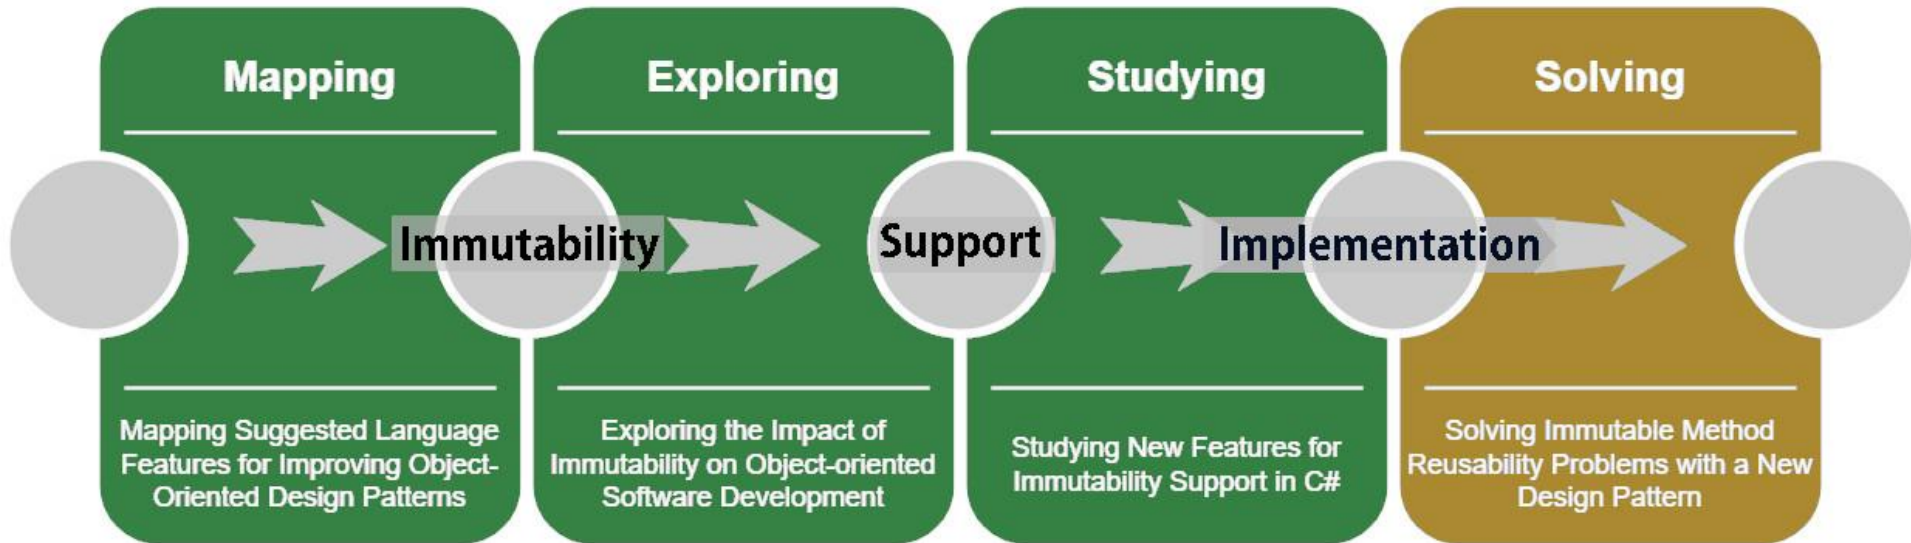 Mapping
Exploring
Studying
Solving
Immutability
Support
Implementation
Mapping Suggested Language
Features for Improving Object-
Oriented Design Patterns
Exploring the Impact of
Immutability on Object-oriented
Software Development
Studying New Features for
Immutability Support in C#
Solving Immutable Method
Reusability Problems with a New
Design Pattern